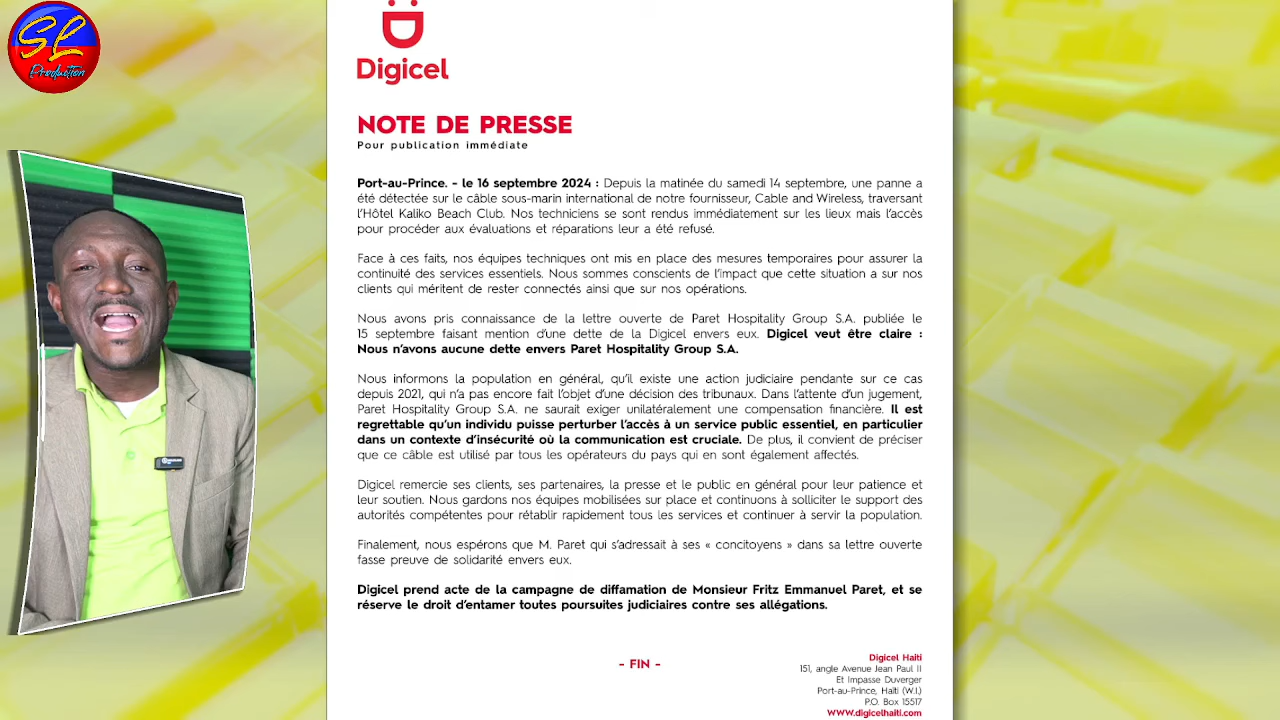 SL
Production
Digicel
NOTE DE PRESSE
Pour publication immédiate
Port-au-Prince. - le 16 septembre 2024 : Depuis la matinée du samedi 14 septembre, une panne a
été détectée sur le câble sous-marin international de notre fournisseur, Cable and Wireless, traversant
l'Hôtel Kaliko Beach Club. Nos techniciens se sont rendus immédiatement sur les lieux mais l'accès
pour procéder aux évaluations et réparations leur a été refusé.
Face à ces faits, nos équipes techniques ont mis en place des mesures temporaires pour assurer la
continuité des services essentiels. Nous sommes conscients de l'impact que cette situation a sur nos
clients qui méritent de rester connectés ainsi que sur nos opérations.
Nous avons pris connaissance de la lettre ouverte de Paret Hospitality Group S.A. publiée le
15 septembre faisant mention d'une dette de la Digicel envers eux. Digicel veut être claire :
Nous n'avons aucune dette envers Paret Hospitality Group S.A.
Nous informons la population en général, qu'il existe une action judiciaire pendante sur ce cas
depuis 2021, qui n'a pas encore fait l'objet d'une décision des tribunaux. Dans l'attente d'un jugement,
Paret Hospitality Group S.A. ne saurait exiger unilatéralement une compensation financière. Il est
regrettable qu'un individu puisse perturber l'accès à un service public essentiel, en particulier
dans un contexte d'insécurité où la communication est cruciale. De plus, il convient de préciser
que ce câble est utilisé par tous les opérateurs du pays qui en sont également affectés.
Digicel remercie ses clients, ses partenaires, la presse et le public en général pour leur patience et
leur soutien. Nous gardons nos équipes mobilisées sur place et continuons à solliciter le support des
autorités compétentes pour rétablir rapidement tous les services et continuer à servir la population.
Finalement, nous espérons que M. Paret qui s'adressait à ses « concitoyens » dans sa lettre ouverte
fasse preuve de solidarité envers eux.
Digicel prend acte de la campagne de diffamation de Monsieur Fritz Emmanuel Paret, et se
réserve le droit d'entamer toutes poursuites judiciaires contre ses allégations.
- FIN -
Digicel Haiti
151, angle Avenue Jean Paul II
Et Impasse Duverger
Port-au-Prince, Haïti (W.I.)
P.O. Box 15517
WWW.digicelhaiti.com